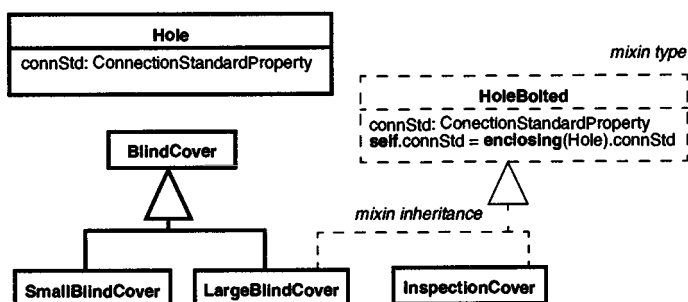 Hole
connStd: ConnectionStandardProperty
mixin type
HoleBolted
connStd: ConectionStandardProperty
self.connStd = enclosing(Hole).connStd
BlindCover
mixin inheritance
SmallBlindCover
LargeBlindCover
InspectionCover